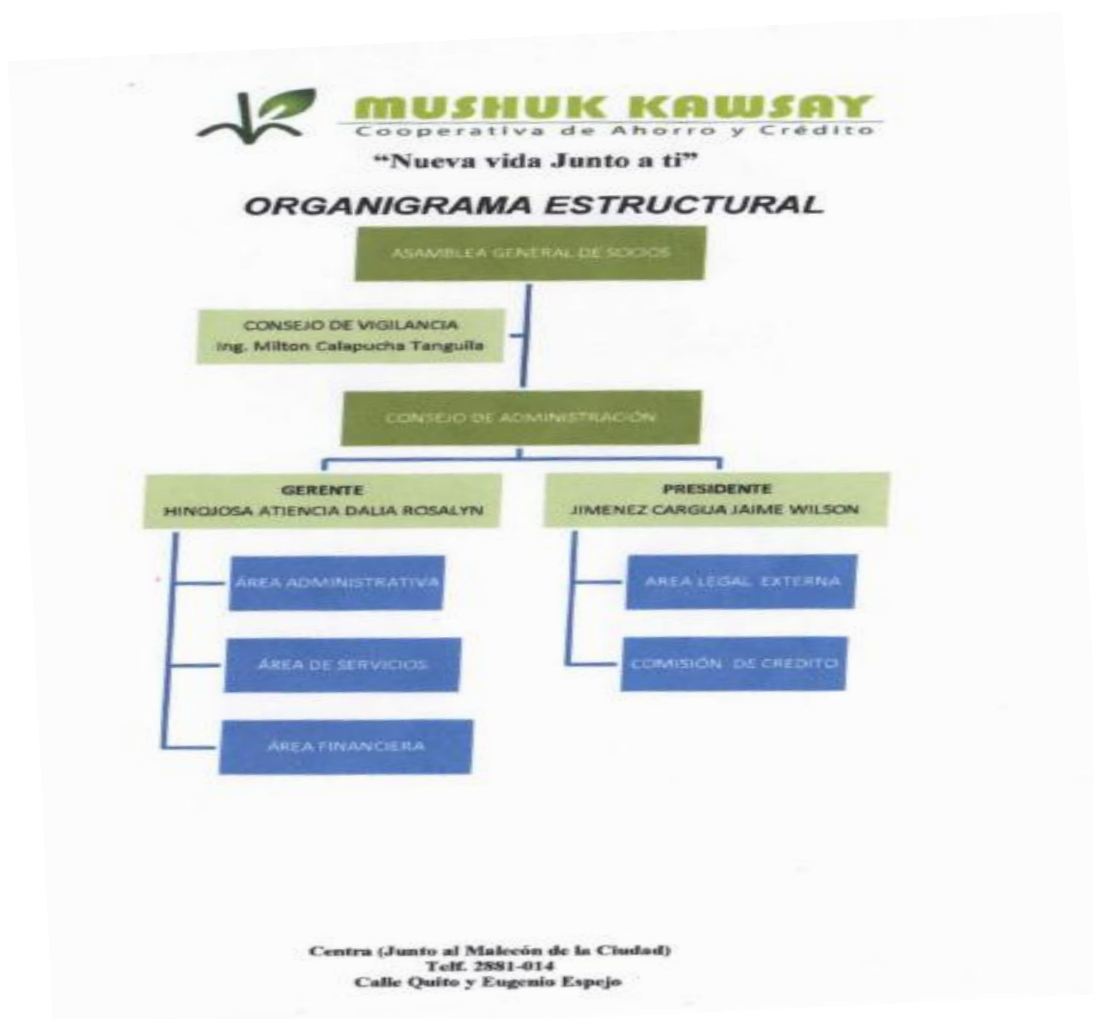 MUSHUK KAWSAY
Cooperativa de Ahorro y Crédito
“Nueva vida Junto a ti”
ORGANIGRAMA ESTRUCTURAL
ASAMBLEA GENERAL DE SOCIOS
CONSEJO DE VIGILANCIA
Ing. Milton Calapucha Tanguila
CONSEJO DE ADMINISTRACIÓN
GERENTE
HINOJOSA ATIENCIA DALIA ROSALYN
PRESIDENTE
JIMENEZ CARGUA JAIME WILSON
ÁREA ADMINISTRATIVA
ÁREA DE SERVICIOS
ÁREA FINANCIERA
AREA LEGAL EXTERNA
COMISIÓN DE CREDITO
Centra (Junto al Malecón de la Ciudad)
Telf. 2881-014
Calle Quito y Eugenio Espejo